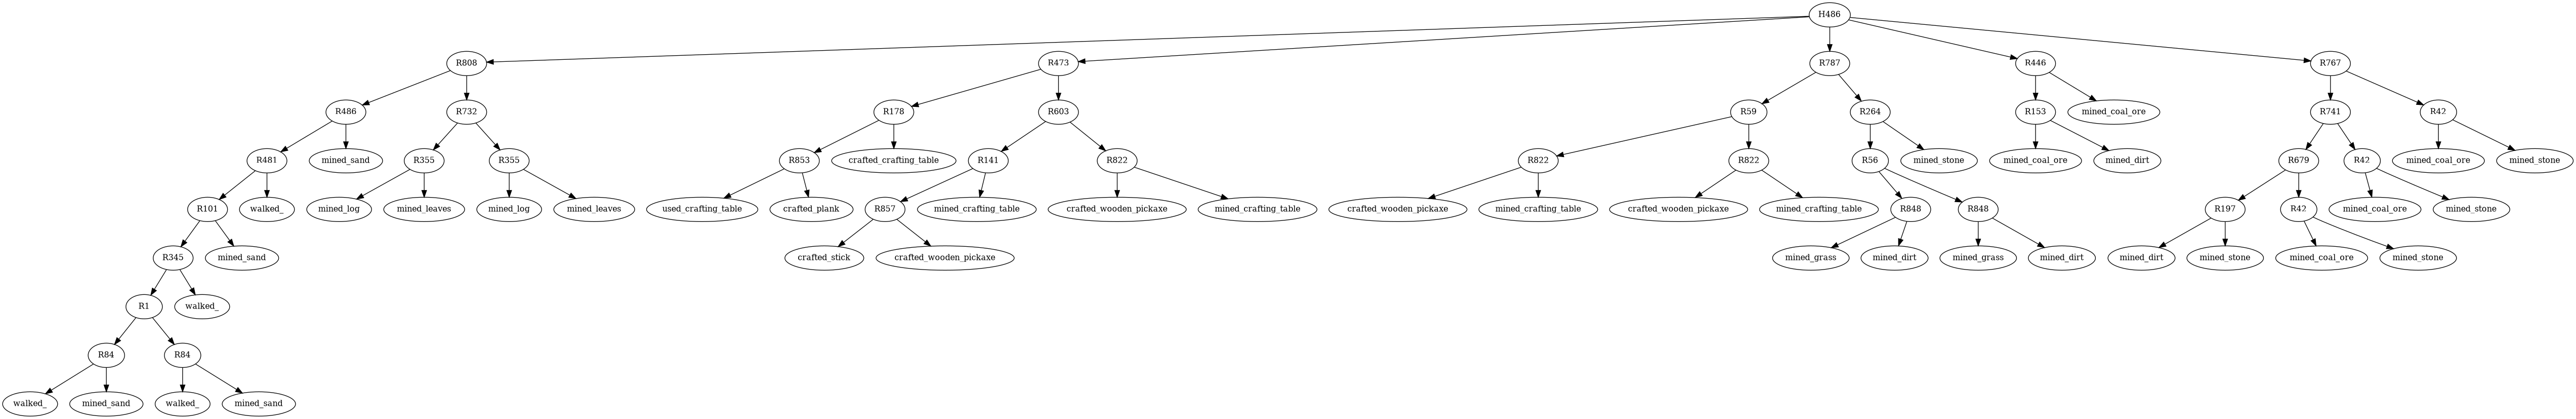 H486
R808
R473
R787
R446
R767
R486
R732
R178
R603
R59
R264
R153
mined_coal_ore
R741
R42
R481
mined_sand
R355
R355
R853
crafted_crafting_table
R141
R822
R822
R822
R56
mined_stone
mined_coal_ore
mined_dirt
R679
R42
mined_coal_ore
mined_stone
R101
walked_
mined_log
mined_leaves
mined_log
mined_leaves
used_crafting_table
crafted_plank
R857
mined_crafting_table
crafted_wooden_pickaxe
mined_crafting_table
crafted_wooden_pickaxe
mined_crafting_table
crafted_wooden_pickaxe
mined_crafting_table
R848
R848
R197
R42
mined_coal_ore
mined_stone
R345
mined_sand
crafted_stick
crafted_wooden_pickaxe
mined_grass
mined_dirt
mined_grass
mined_dirt
mined_dirt
mined_stone
mined_coal_ore
mined_stone
R1
walked_
R84
R84
walked_
mined_sand
walked_
mined_sand